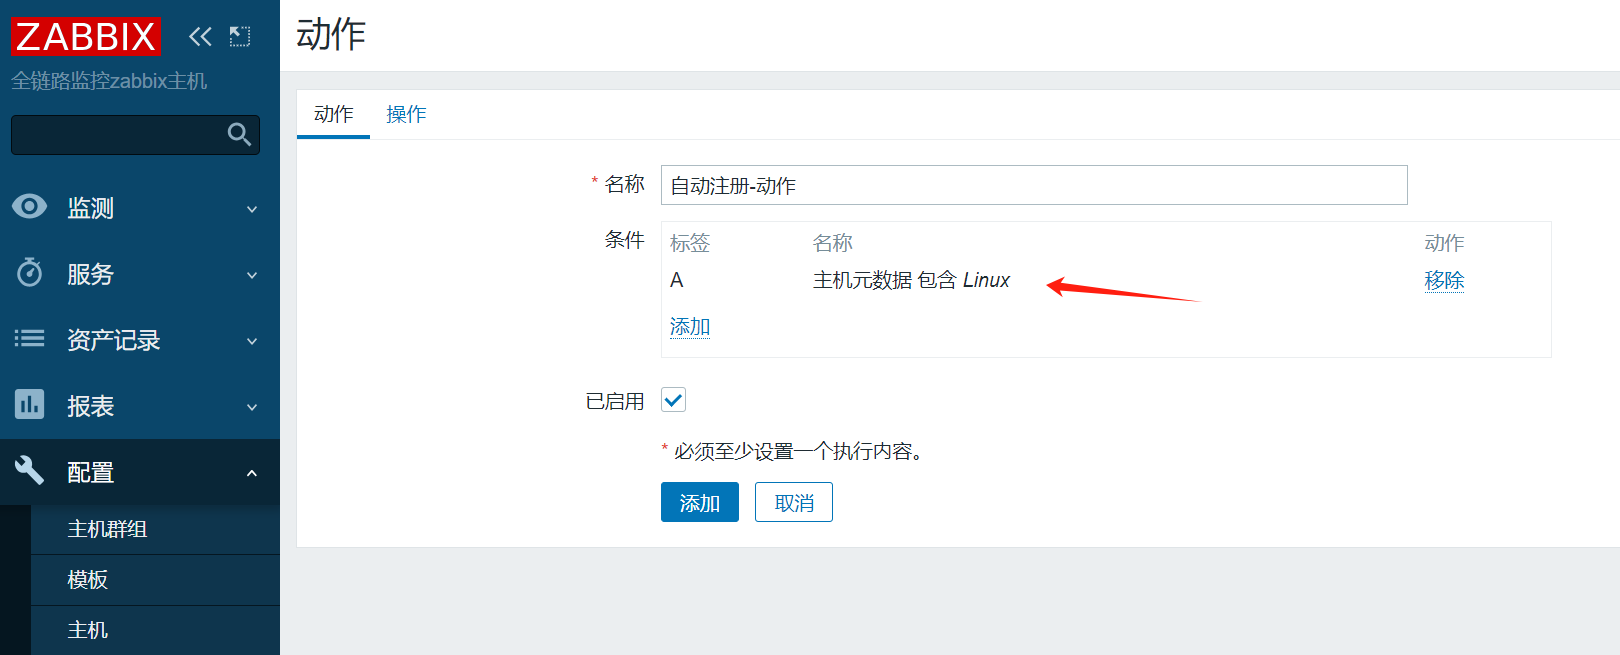 ZABBIX
全链路监控zabbix主机
监测
服务
资产记录
报表
配置
主机群组
模板
主机
动作
动作 操作
* 名称 自动注册-动作
条件 标签 名称 动作
A 主机元数据 包含 Linux 移除
添加
已启用
* 必须至少设置一个执行内容。
添加 取消